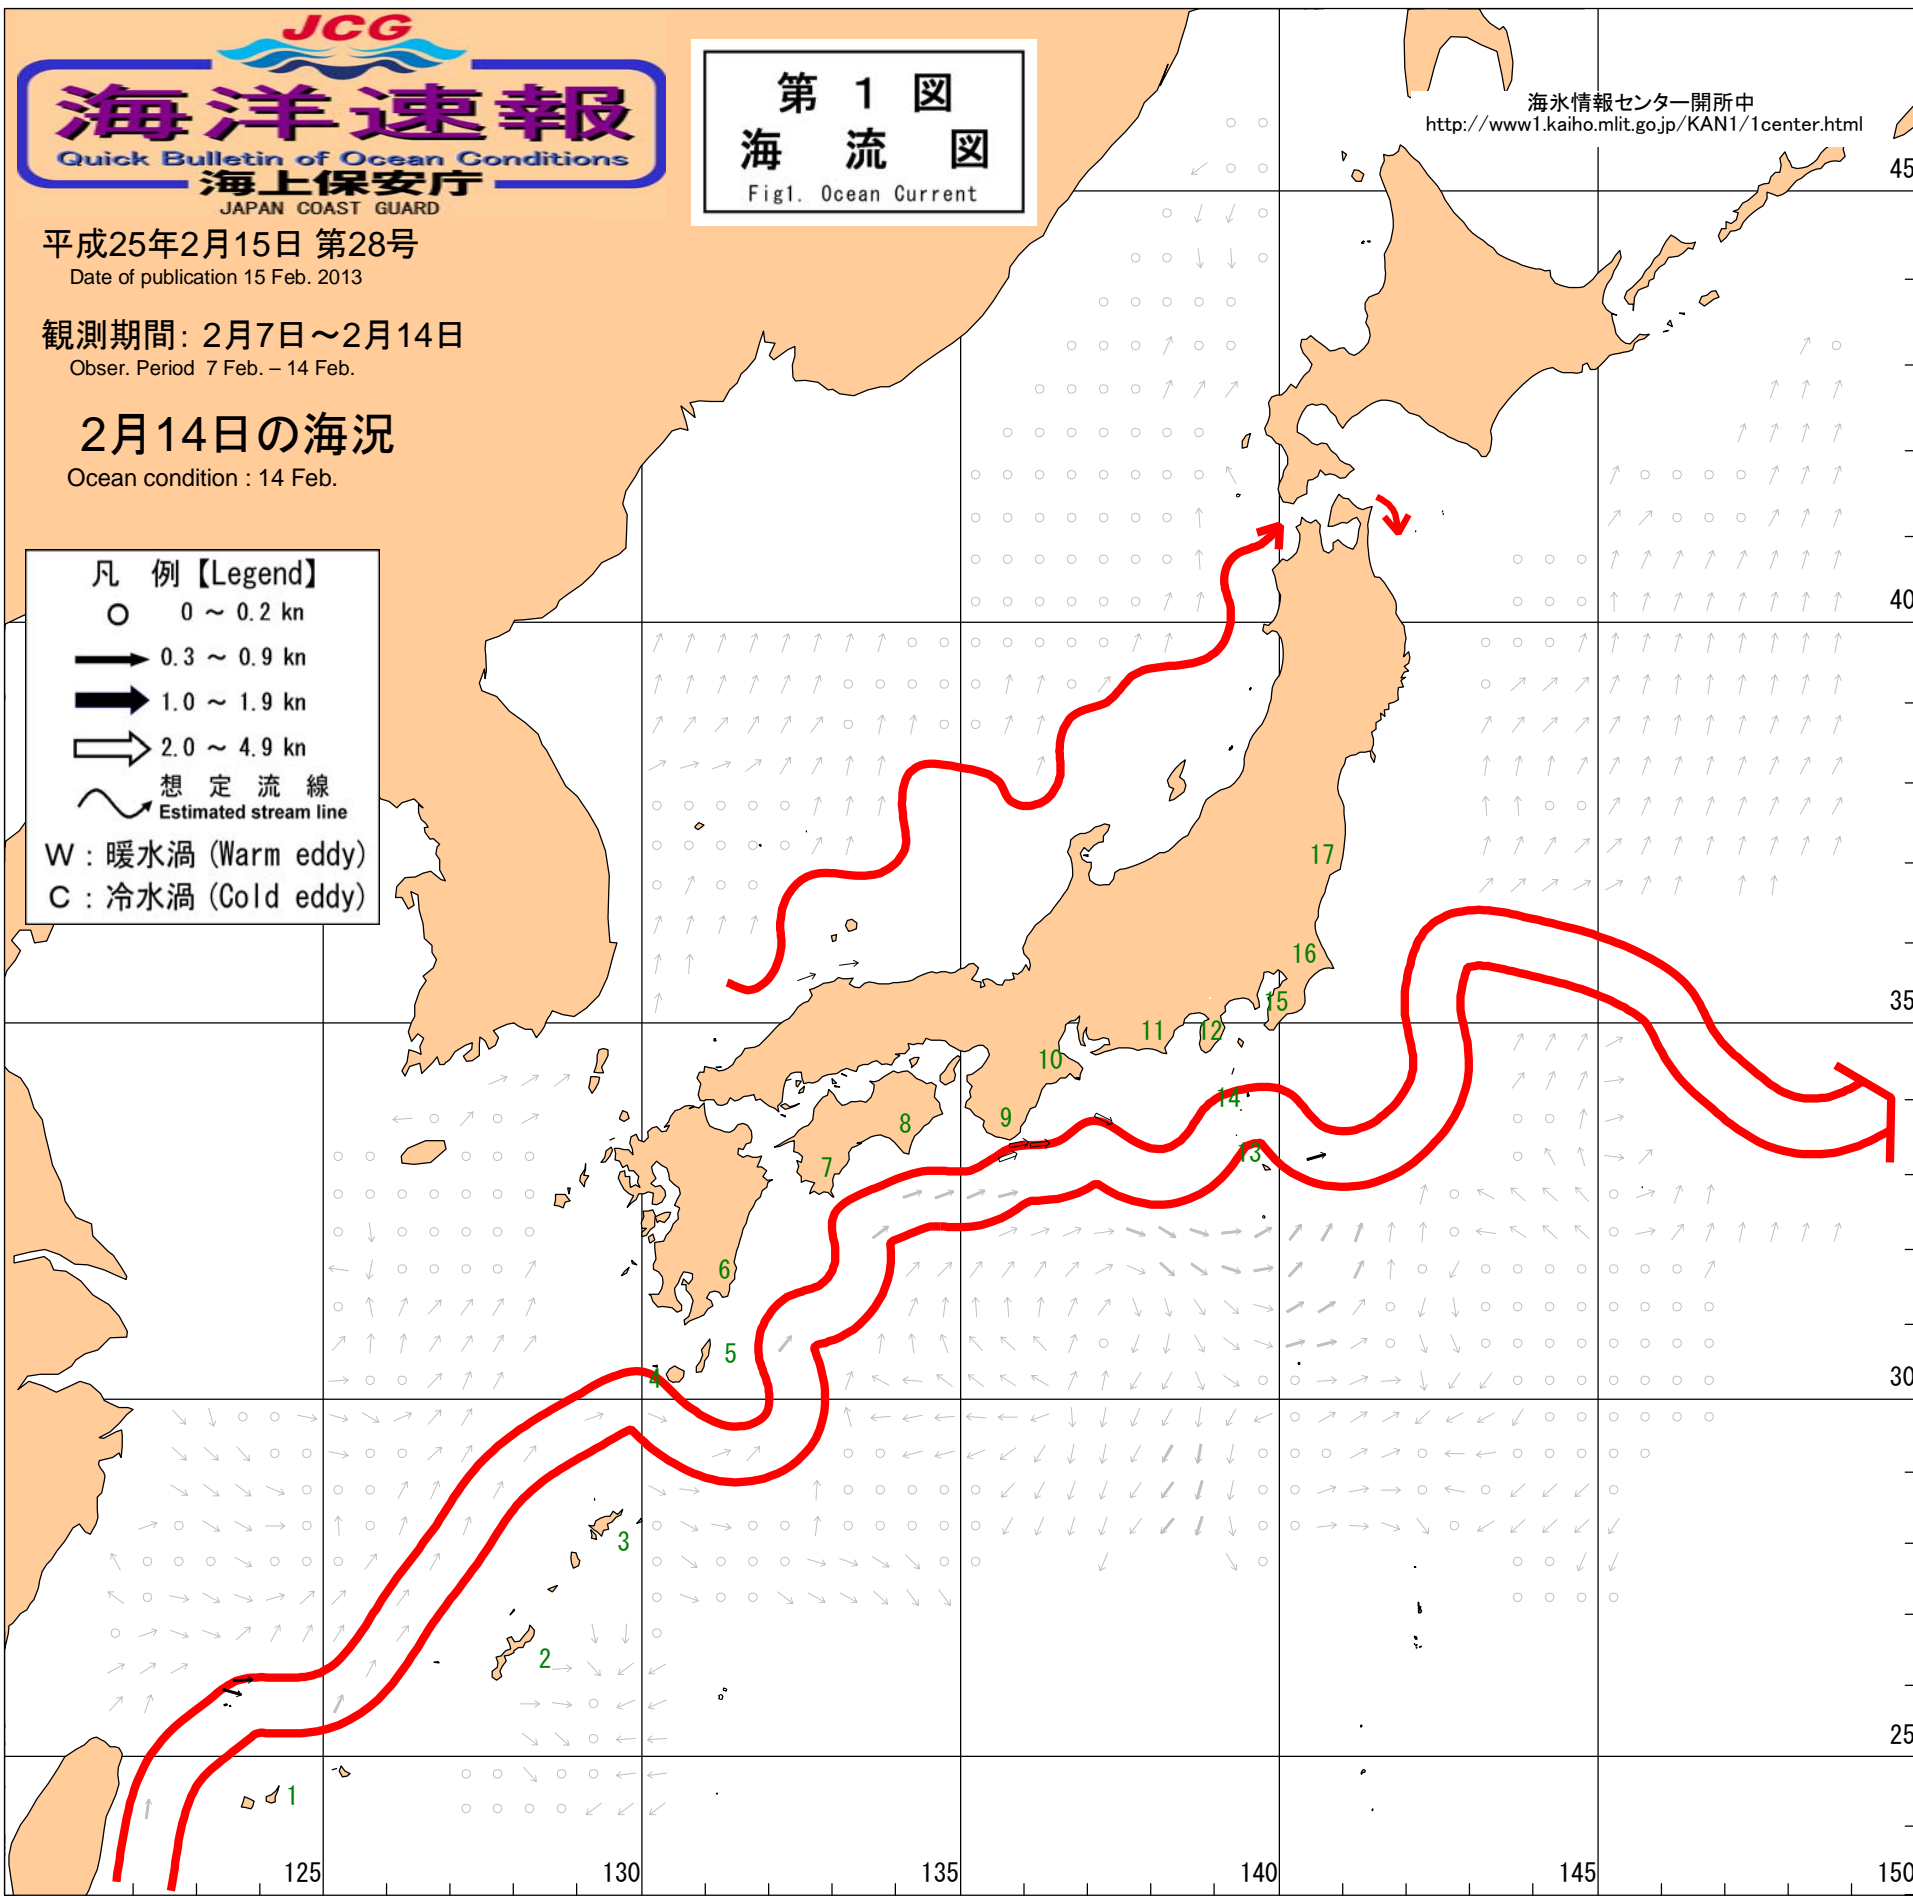 JCG
海洋速報
Quick Bulletin of Ocean Conditions
海上保安庁
JAPAN COAST GUARD
第 1 図
海 流 図
Fig1. Ocean Current
海氷情報センター開所中
http://www1.kaiho.mlit.go.jp/KAN1/1center.html
平成25年2月15日 第28号
Date of publication 15 Feb. 2013
観測期間: 2月7日～2月14日
Obser. Period 7 Feb. – 14 Feb.
2月14日の海況
Ocean condition : 14 Feb.
凡 例【Legend】
0 ～ 0.2 kn
0.3 ～ 0.9 kn
1.0 ～ 1.9 kn
2.0 ～ 4.9 kn
想 定 流 線
Estimated stream line
W : 暖水渦 (Warm eddy)
C : 冷水渦 (Cold eddy)
45
40
35
30
25
17
16
15
12
11
10
14
13
9
8
7
6
5
4
3
2
1
125
130
135
140
145
150